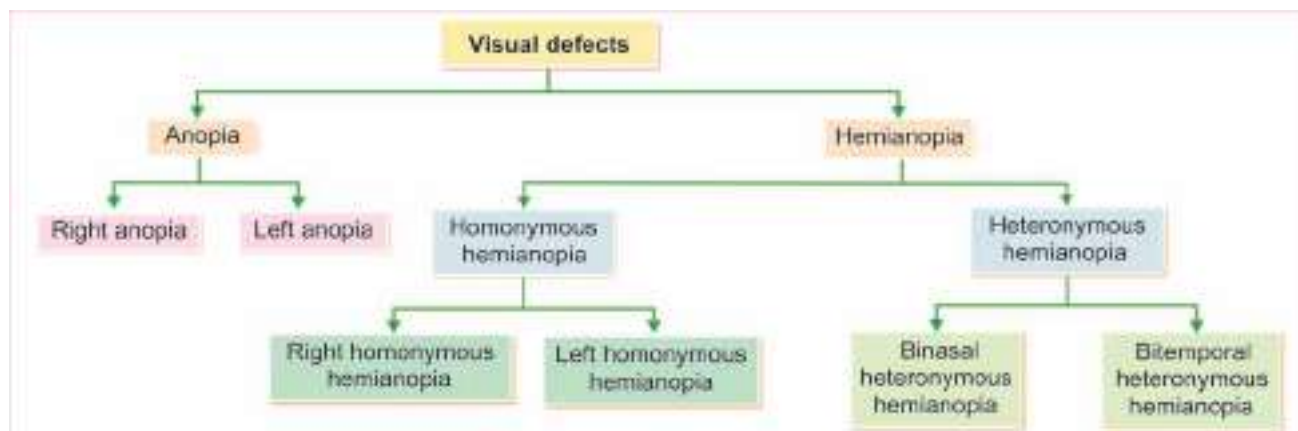 Visual defects
Anopia
Hemianopia
Right anopia
Left anopia
Homonymous
hemianopia
Heteronymous
hemianopia
Right homonymous
hemianopia
Left homonymous
hemianopia
Binasal
heteronymous
hemianopia
Bitemporal
heteronymous
hemianopia